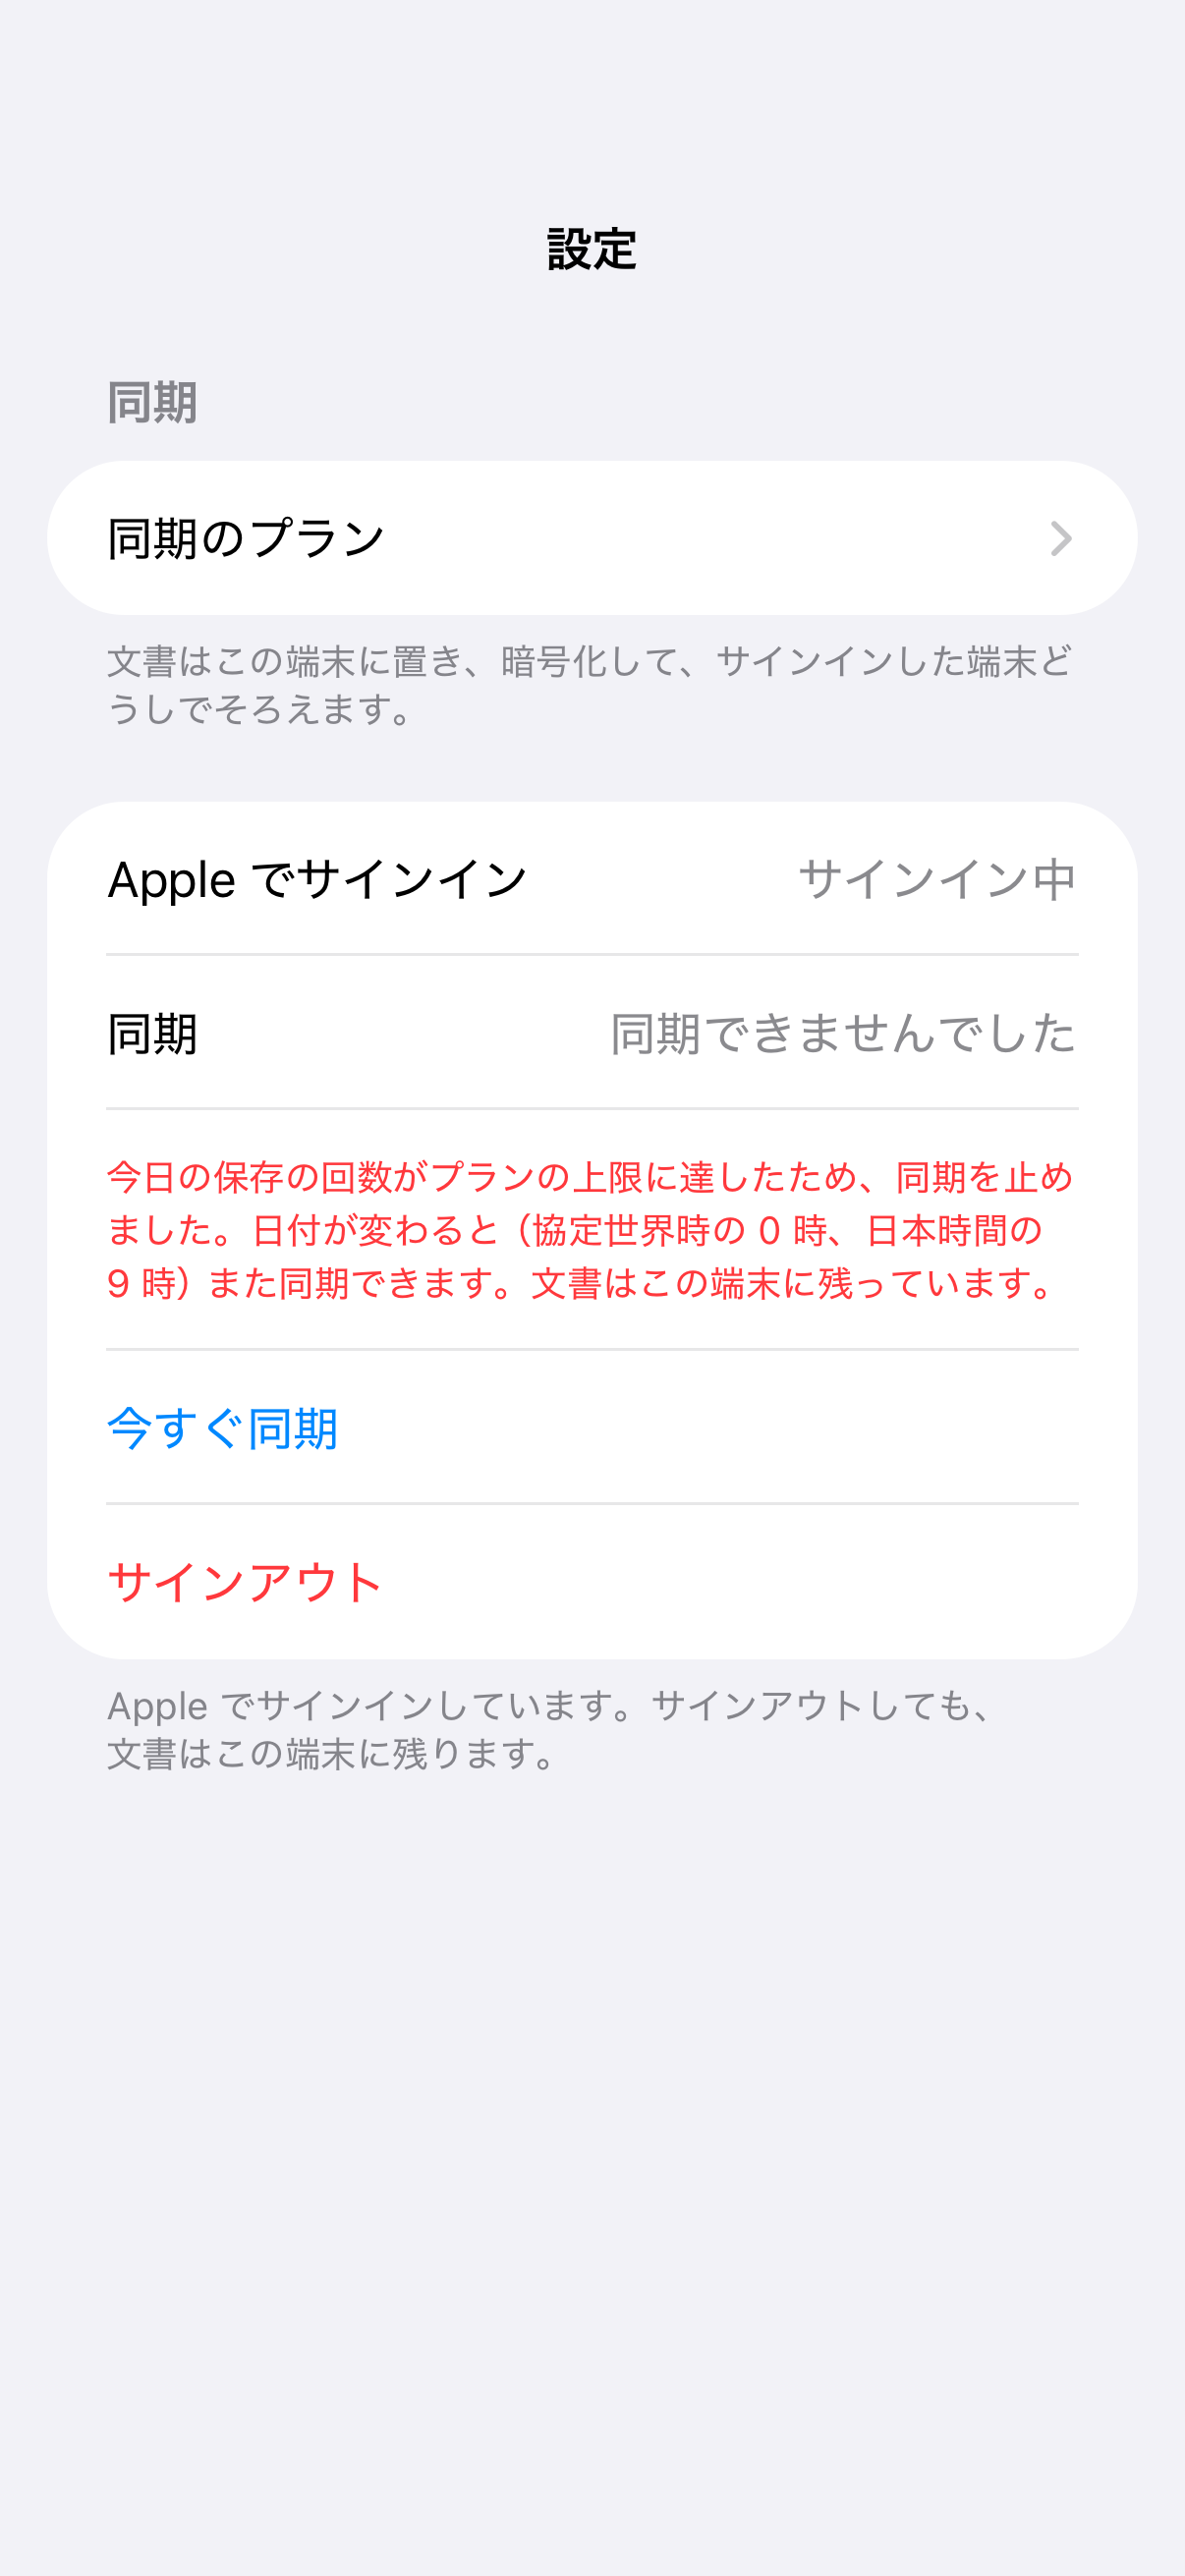 設定
同期
同期のプラン
文書はこの端末に置き、暗号化して、サインインした端末ど
うしでそろえます。
Apple でサインイン サインイン中
同期 同期できませんでした
今日の保存の回数がプランの上限に達したため、同期を止め
ました。日付が変わると（協定世界時の 0 時、日本時間の
9 時）また同期できます。文書はこの端末に残っています。
今すぐ同期
サインアウト
Apple でサインインしています。サインアウトしても、
文書はこの端末に残ります。